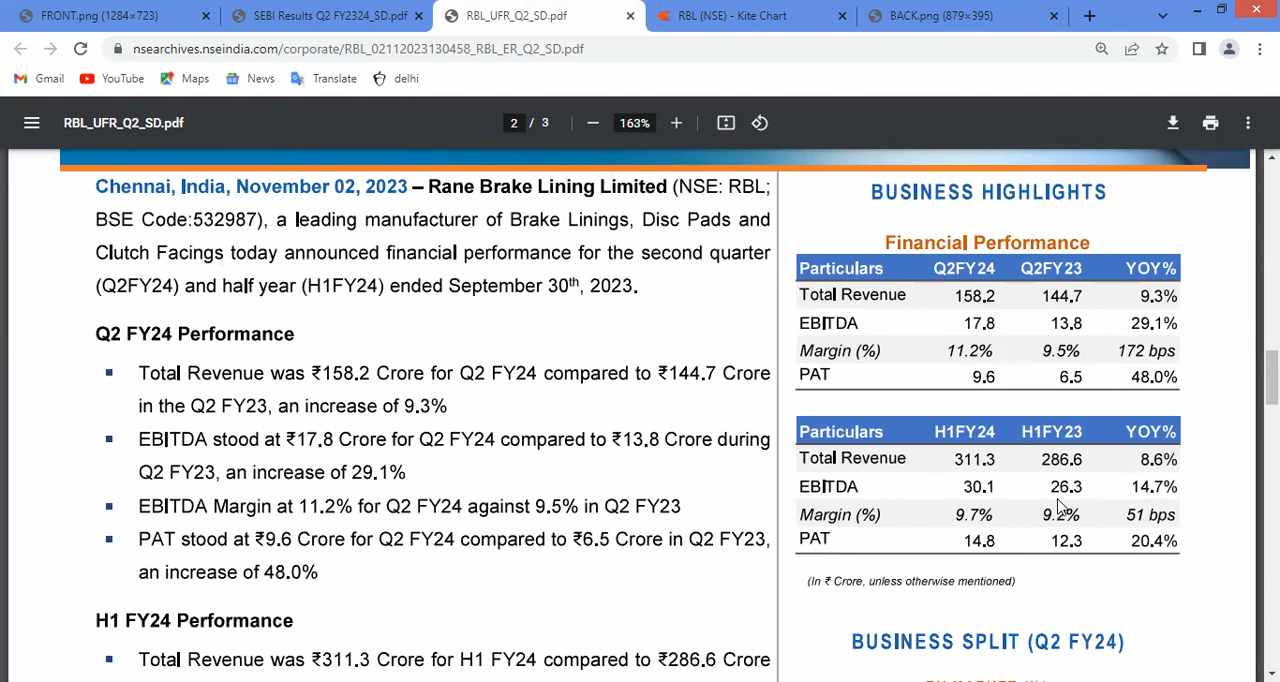 FRONT.png (1284×723)
SEBI Results Q2 FY2324_SD.pdf
RBL_UFR_Q2_SD.pdf
RBL (NSE) - Kite Chart
BACK.png (879×395)
nsearchives.nseindia.com/corporate/RBL_02112023130458_RBL_ER_Q2_SD.pdf
Gmail
YouTube
Maps
News
Translate
delhi
RBL_UFR_Q2_SD.pdf
2 / 3
163%
Chennai, India, November 02, 2023 – Rane Brake Lining Limited (NSE: RBL;
BSE Code:532987), a leading manufacturer of Brake Linings, Disc Pads and
Clutch Facings today announced financial performance for the second quarter
(Q2FY24) and half year (H1FY24) ended September 30th, 2023.
Q2 FY24 Performance
▪ Total Revenue was ₹158.2 Crore for Q2 FY24 compared to ₹144.7 Crore
in the Q2 FY23, an increase of 9.3%
▪ EBITDA stood at ₹17.8 Crore for Q2 FY24 compared to ₹13.8 Crore during
Q2 FY23, an increase of 29.1%
▪ EBITDA Margin at 11.2% for Q2 FY24 against 9.5% in Q2 FY23
▪ PAT stood at ₹9.6 Crore for Q2 FY24 compared to ₹6.5 Crore in Q2 FY23,
an increase of 48.0%
H1 FY24 Performance
▪ Total Revenue was ₹311.3 Crore for H1 FY24 compared to ₹286.6 Crore
BUSINESS HIGHLIGHTS
Financial Performance
Particulars Q2FY24 Q2FY23 YOY%
Total Revenue 158.2 144.7 9.3%
EBITDA 17.8 13.8 29.1%
Margin (%) 11.2% 9.5% 172 bps
PAT 9.6 6.5 48.0%
Particulars H1FY24 H1FY23 YOY%
Total Revenue 311.3 286.6 8.6%
EBITDA 30.1 26.3 14.7%
Margin (%) 9.7% 9.2% 51 bps
PAT 14.8 12.3 20.4%
(In ₹ Crore, unless otherwise mentioned)
BUSINESS SPLIT (Q2 FY24)